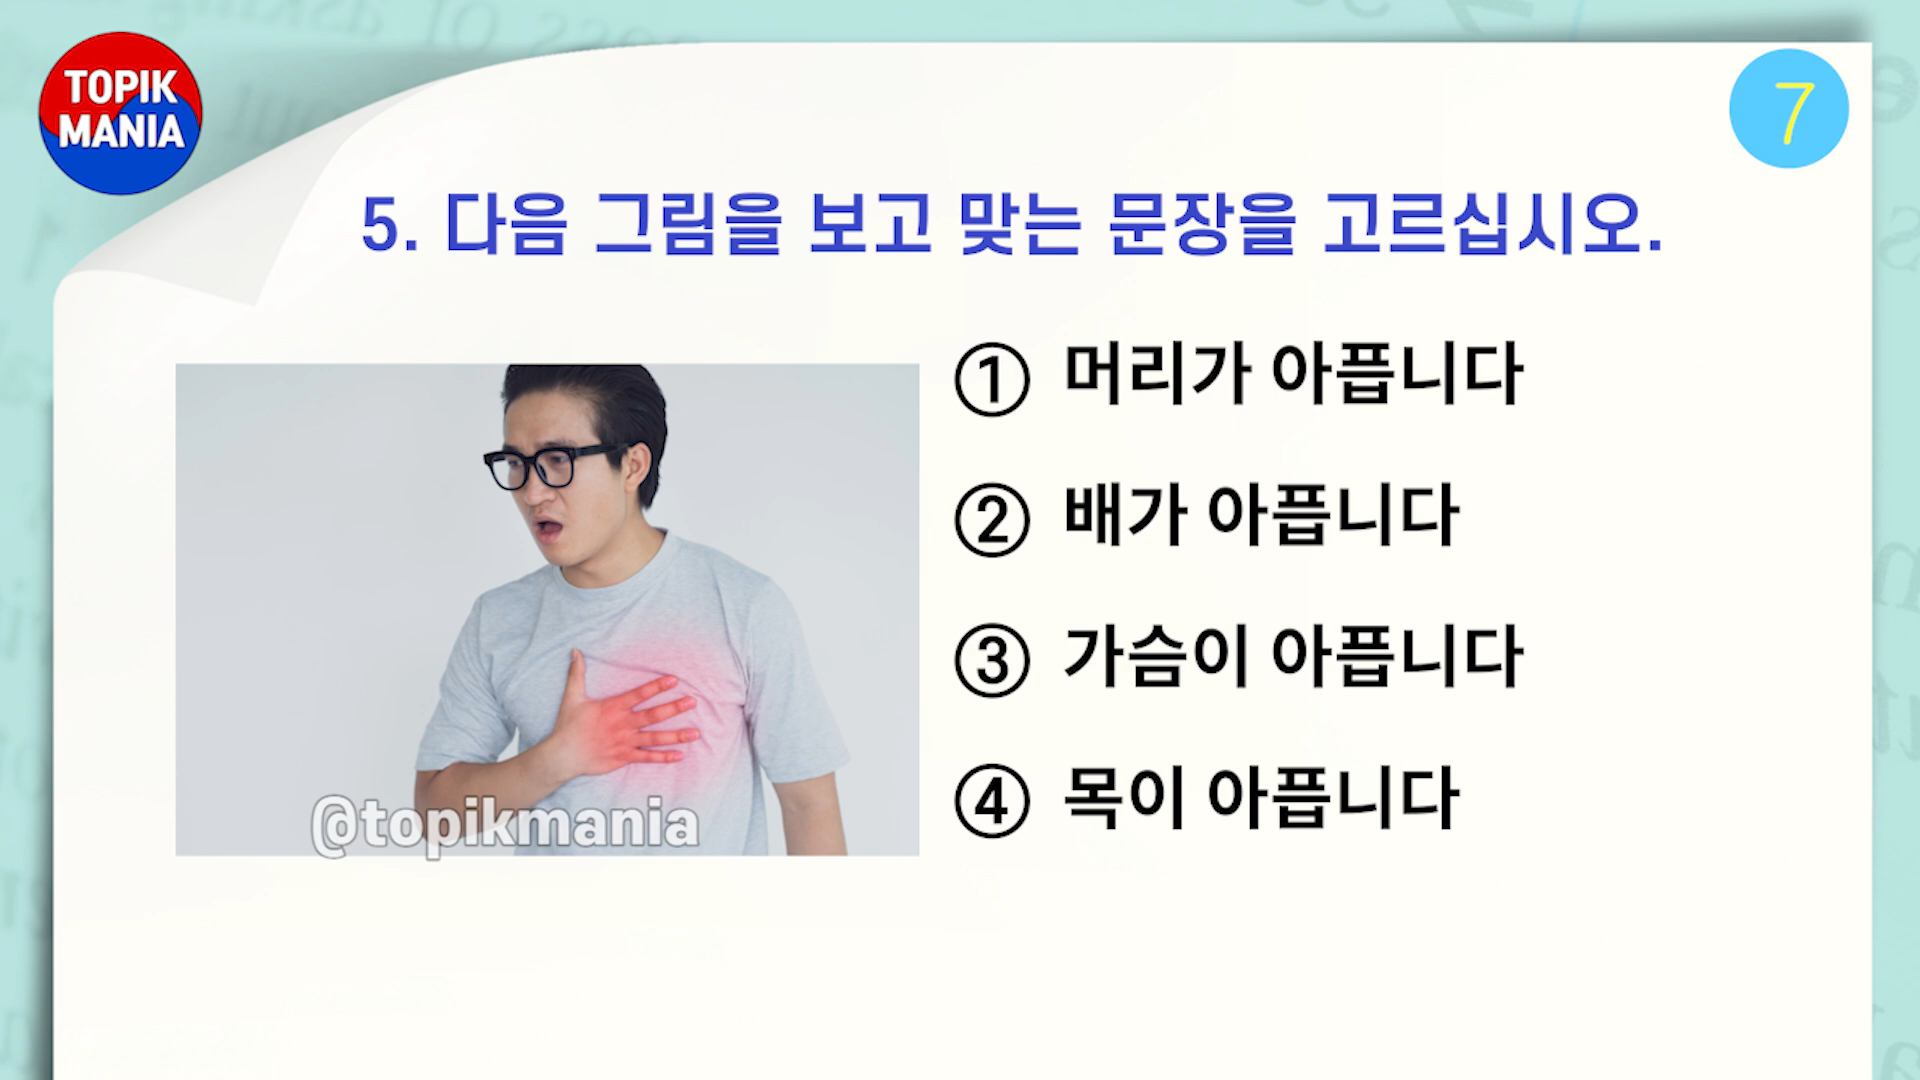 TOPIK
MANIA
7
5. 다음 그림을 보고 맞는 문장을 고르십시오.
① 머리가 아픕니다
② 배가 아픕니다
③ 가슴이 아픕니다
④ 목이 아픕니다
@topikmania